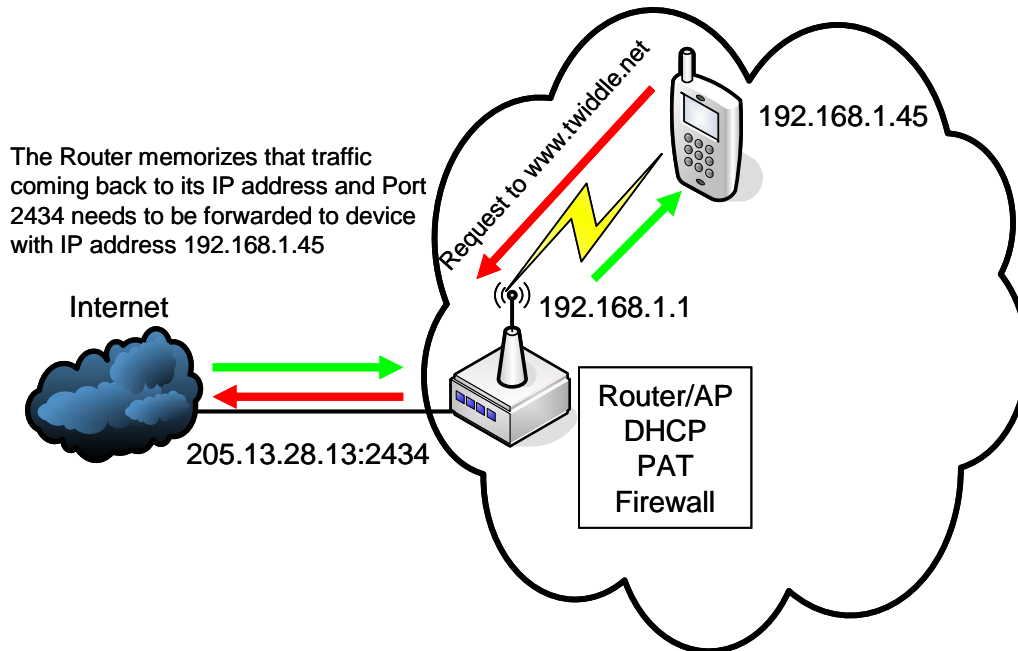 The Router memorizes that traffic
coming back to its IP address and Port
2434 needs to be forwarded to device
with IP address 192.168.1.45
Request to www.twiddle.net
192.168.1.45
192.168.1.1
Internet
205.13.28.13:2434
Router/AP
DHCP
PAT
Firewall